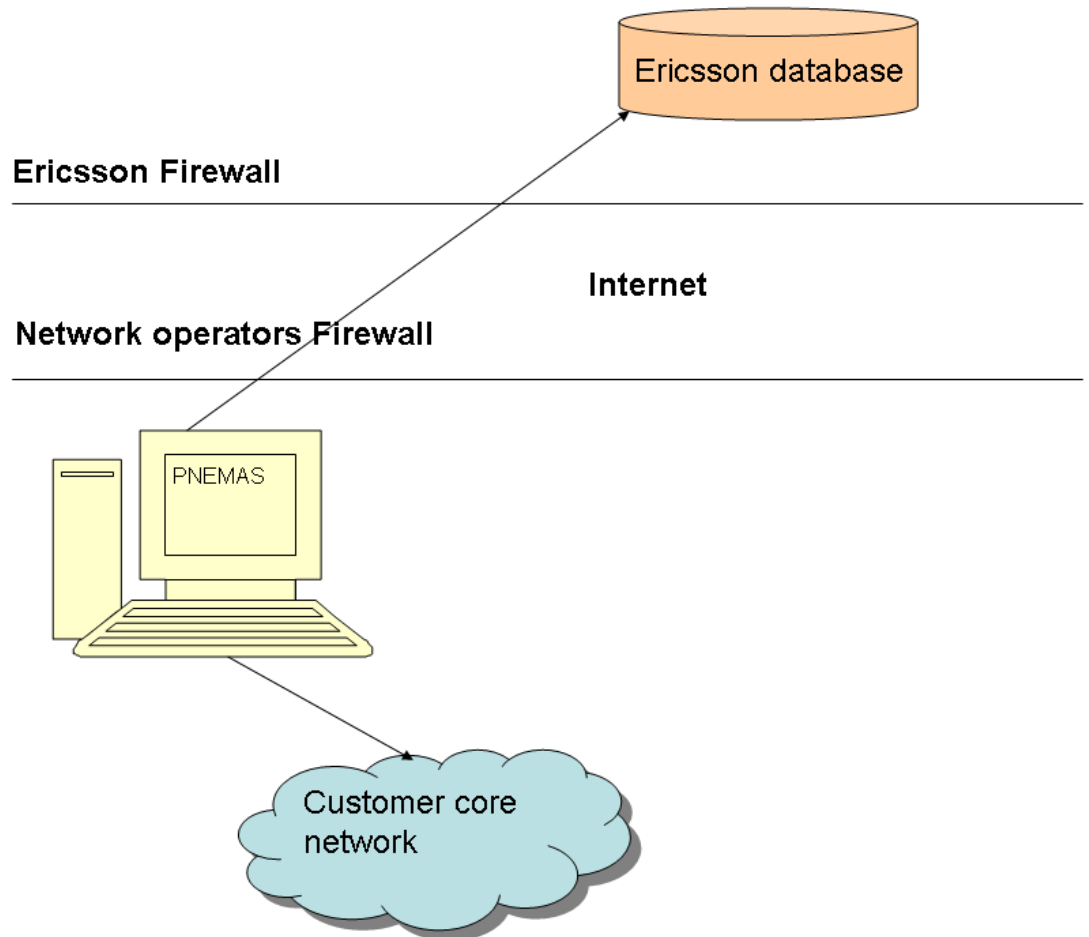 Ericsson database
Ericsson Firewall
Internet
Network operators Firewall
PNEMAS
Customer core
network